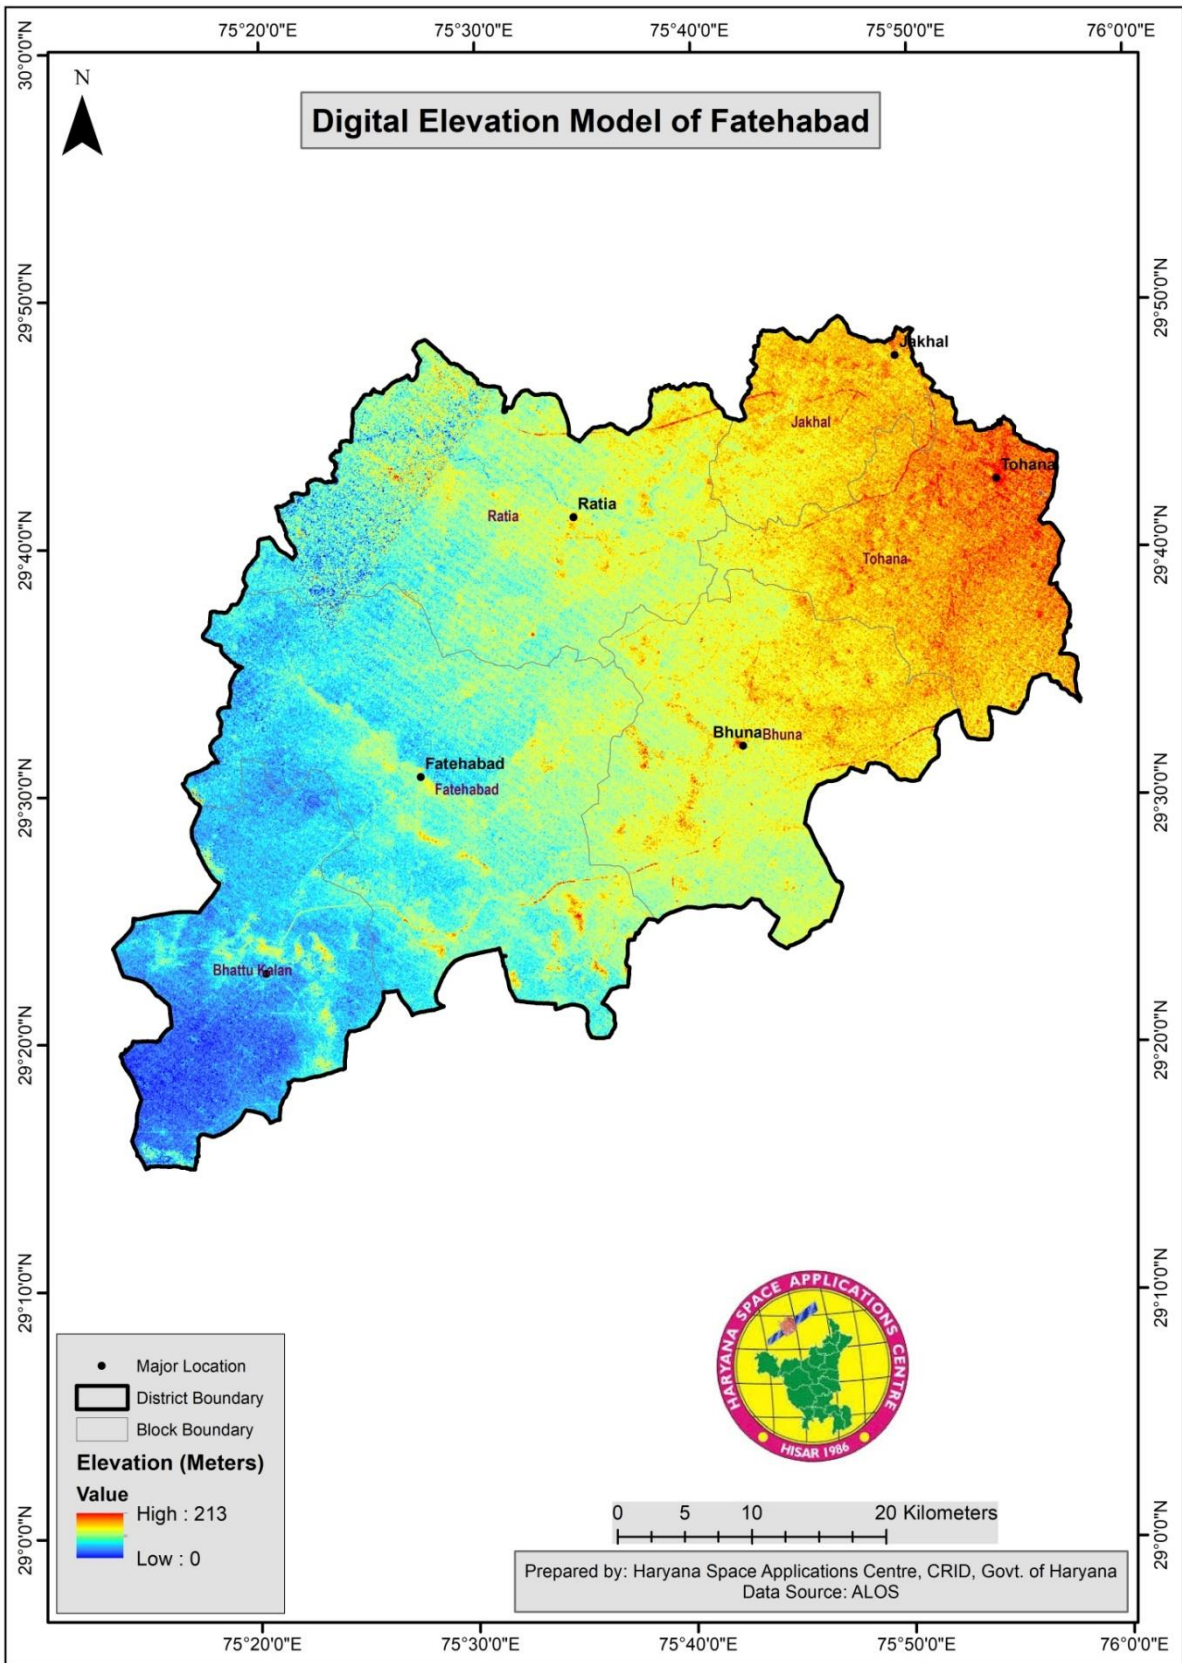 75°20'0"E 75°30'0"E 75°40'0"E 75°50'0"E 76°0'0"E
30°0'0"N
N
Digital Elevation Model of Fatehabad
29°50'0"N 29°50'0"N
Jakhal
Jakhal
Tohana
Ratia
Ratia
29°40'0"N 29°40'0"N
Tohana
Bhuna Bhuna
Fatehabad
Fatehabad
29°30'0"N 29°30'0"N
Bhattu Kalan
29°20'0"N 29°20'0"N
29°10'0"N 29°10'0"N
HARYANA SPACE APPLICATIONS CENTRE
HISAR 1986
Major Location
District Boundary
Block Boundary
Elevation (Meters)
Value
High : 213
Low : 0
0 5 10 20 Kilometers
29°0'0"N 29°0'0"N
Prepared by: Haryana Space Applications Centre, CRID, Govt. of Haryana
Data Source: ALOS
75°20'0"E 75°30'0"E 75°40'0"E 75°50'0"E 76°0'0"E